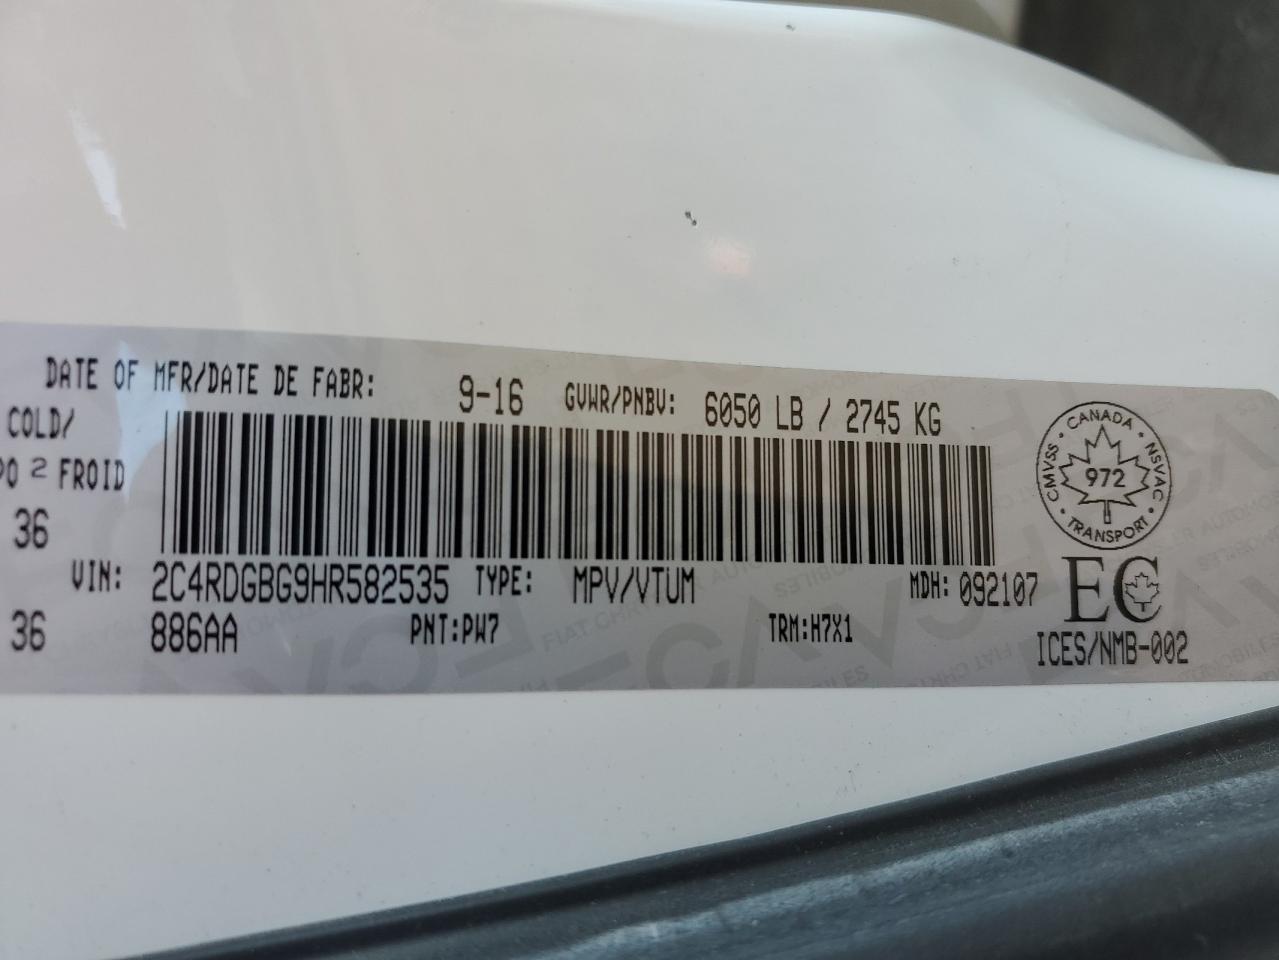 DATE OF MFR/DATE DE FABR: 9-16 GVWR/PNBV: 6050 LB / 2745 KG
COLD/
PO 2 FROID
36
VIN: 2C4RDGBG9HR582535 TYPE: MPV/VTUM MDH: 092107
36 886AA PNT:PW7 TRM:H7X1
CANADA
CMVSS NSVAC
972
TRANSPORT
EC
ICES/NMB-002